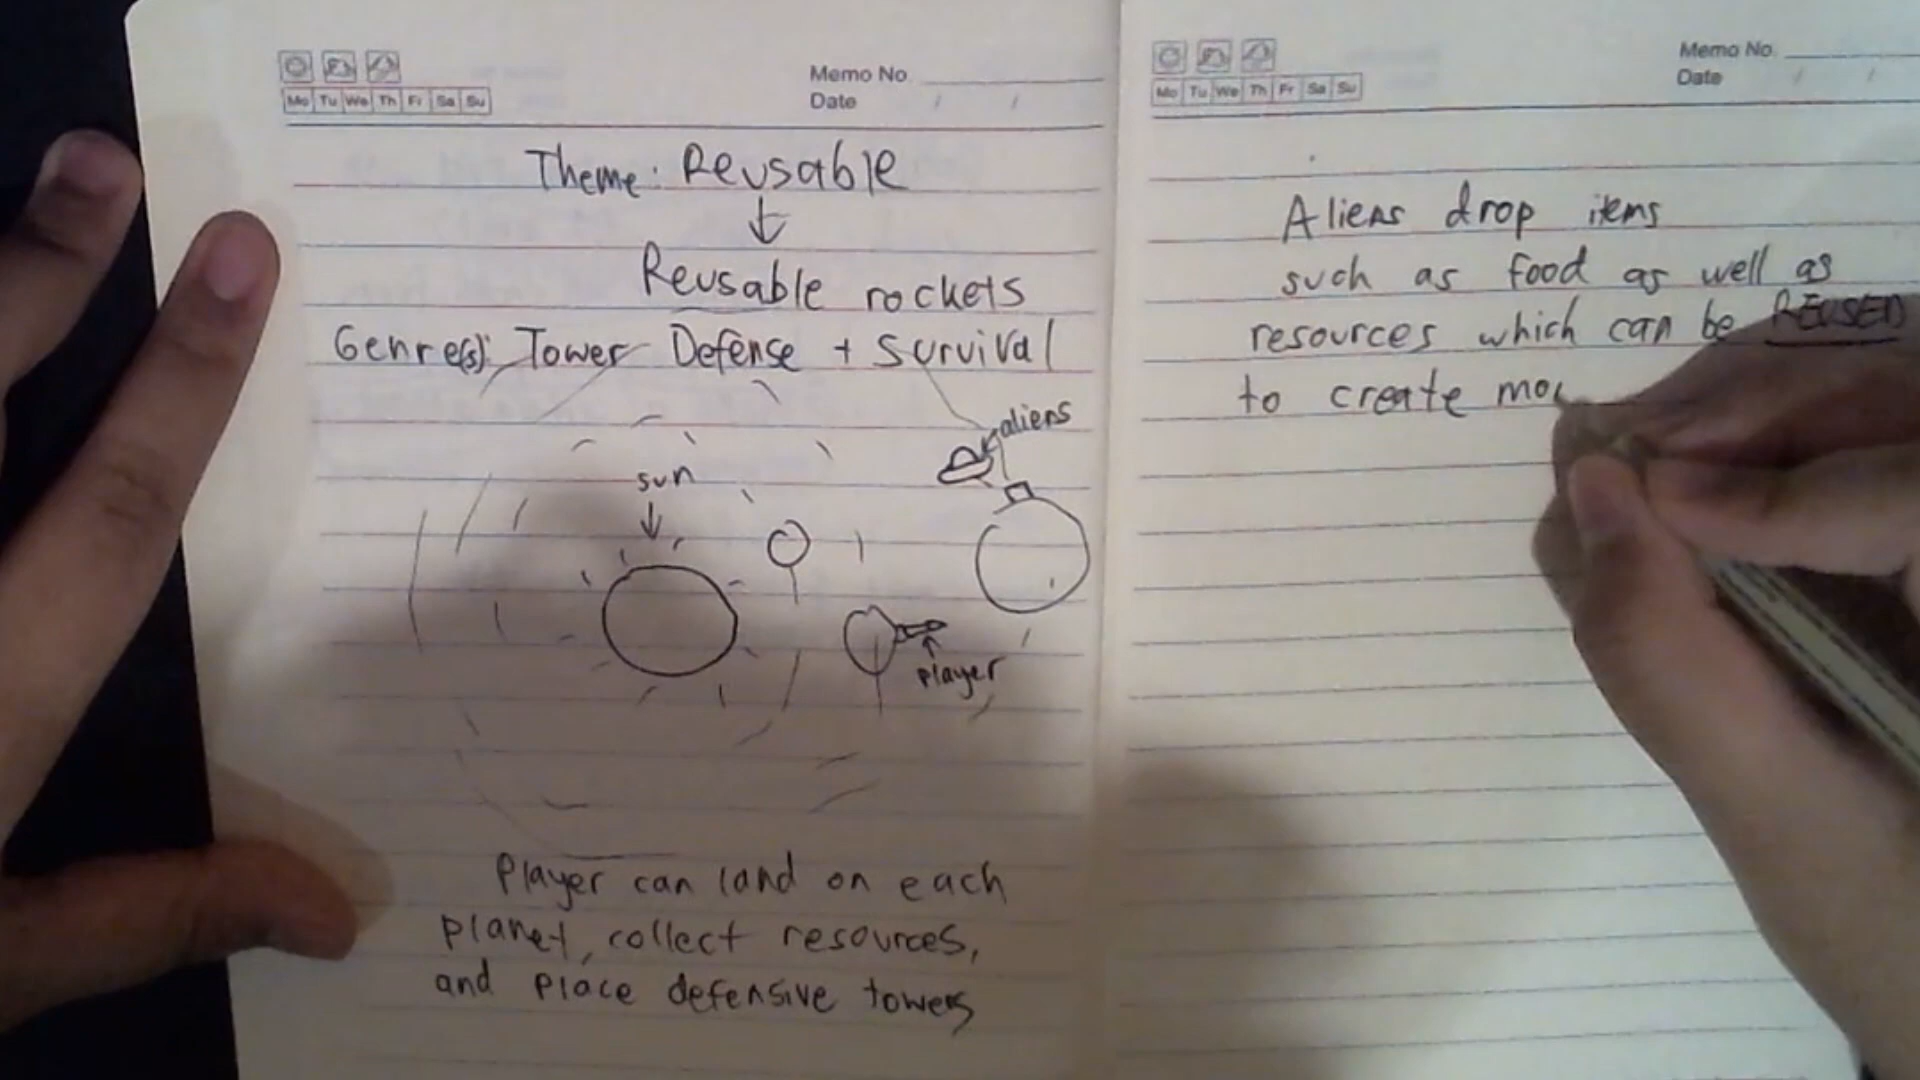 Memo No.
Mo Tu We Th Fr Sa Su
Date / /
Theme: Reusable
Reusable rockets
Genre(s): Tower Defense + Survival
aliens
sun
player
Player can land on each
planet, collect resources,
and place defensive towers
Memo No.
Date / /
Mo Tu We Th Fr Sa Su
Aliens drop items
such as food as well as
resources which can be REUSED
to create